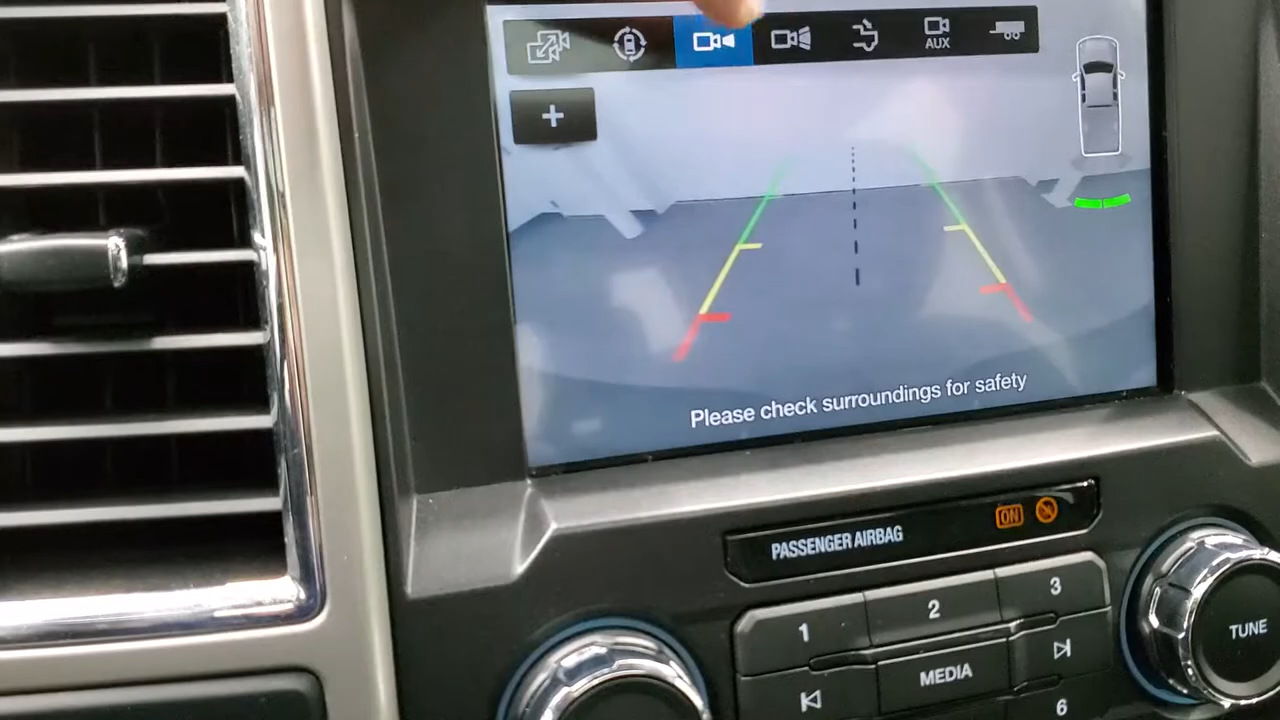 AUX
+
Please check surroundings for safety
PASSENGER AIRBAG ON
1 2 3
MEDIA
6
TUNE